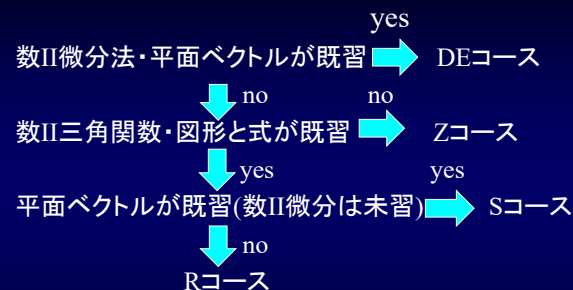 yes
数II微分法・平面ベクトルが既習 DEコース
no no
数II三角関数・図形と式が既習 Zコース
yes yes
平面ベクトルが既習(数II微分は未習) Sコース
no
Rコース